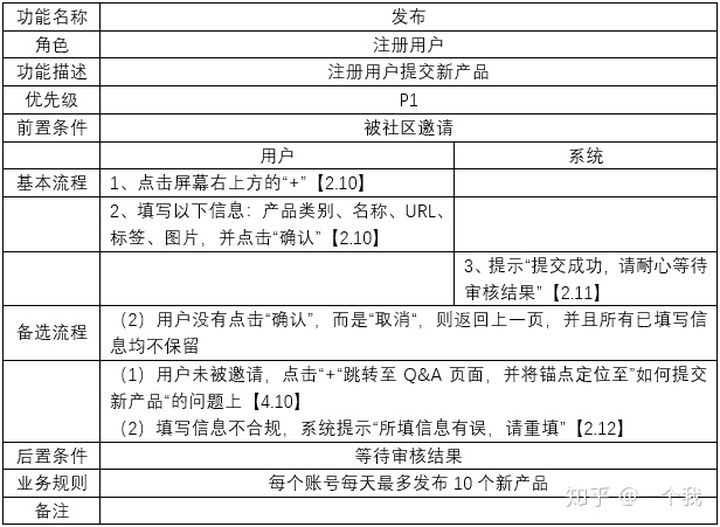 功能名称 发布
角色 注册用户
功能描述 注册用户提交新产品
优先级 P1
前置条件 被社区邀请
用户 系统
基本流程 1、点击屏幕右上方的“+”【2.10】
2、填写以下信息：产品类别、名称、URL、
标签、图片，并点击“确认”【2.10】
3、提示“提交成功，请耐心等待
审核结果”【2.11】
备选流程 （2）用户没有点击“确认”，而是“取消“，则返回上一页，并且所有已填写信
息均不保留
（1）用户未被邀请，点击“+“跳转至 Q&A 页面，并将锚点定位至”如何提交
新产品“的问题上【4.10】
（2）填写信息不合规，系统提示“所填信息有误，请重填”【2.12】
后置条件 等待审核结果
业务规则 每个账号每天最多发布 10 个新产品
备注
知乎 @一个我